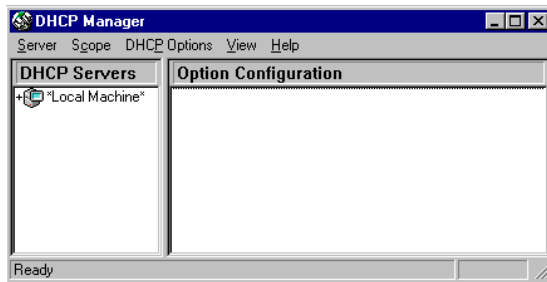 DHCP Manager
Server Scope DHCP Options View Help
DHCP Servers
Option Configuration
*Local Machine*
Ready